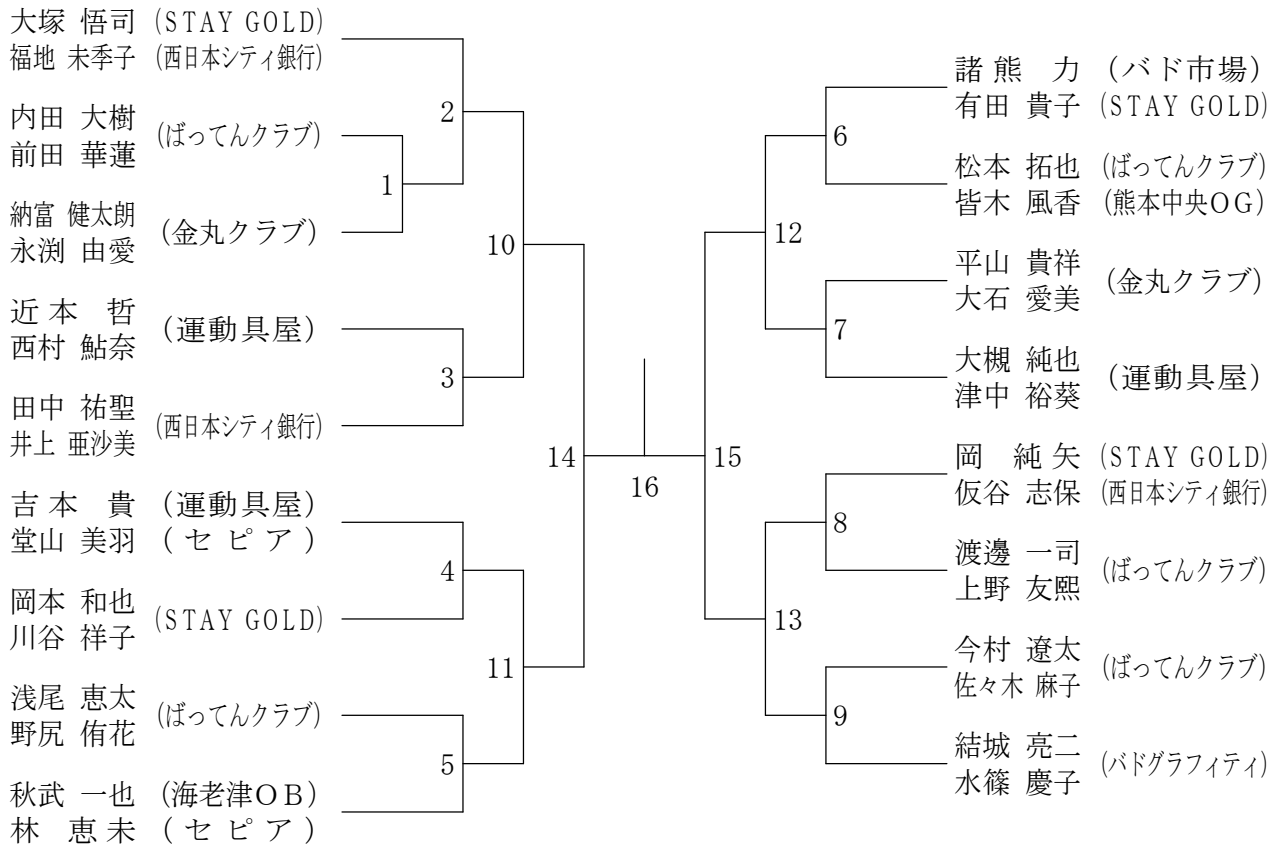 大塚 悟司 (STAY GOLD)
福地 未季子 (西日本シティ銀行)
内田 大樹
(ばってんクラブ)
前田 華蓮
納富 健太朗
(金丸クラブ)
永渕 由愛
近本 哲
(運動具屋)
西村 鮎奈
田中 祐聖
(西日本シティ銀行)
井上 亜沙美
吉本 貴 (運動具屋)
堂山 美羽 (セピア)
岡本 和也
(STAY GOLD)
川谷 祥子
浅尾 恵太
(ばってんクラブ)
野尻 侑花
秋武 一也 (海老津OB)
林 恵未 (セピア)
1
2
3
4
5
10
11
14
16
15
12
13
6
7
8
9
諸熊 力 (バド市場)
有田 貴子 (STAY GOLD)
松本 拓也 (ばってんクラブ)
皆木 風香 (熊本中央OG)
平山 貴祥
(金丸クラブ)
大石 愛美
大槻 純也
(運動具屋)
津中 裕葵
岡 純矢 (STAY GOLD)
仮谷 志保 (西日本シティ銀行)
渡邊 一司
(ばってんクラブ)
上野 友熙
今村 遼太
(ばってんクラブ)
佐々木 麻子
結城 亮二
(バドグラフィティ)
水篠 慶子